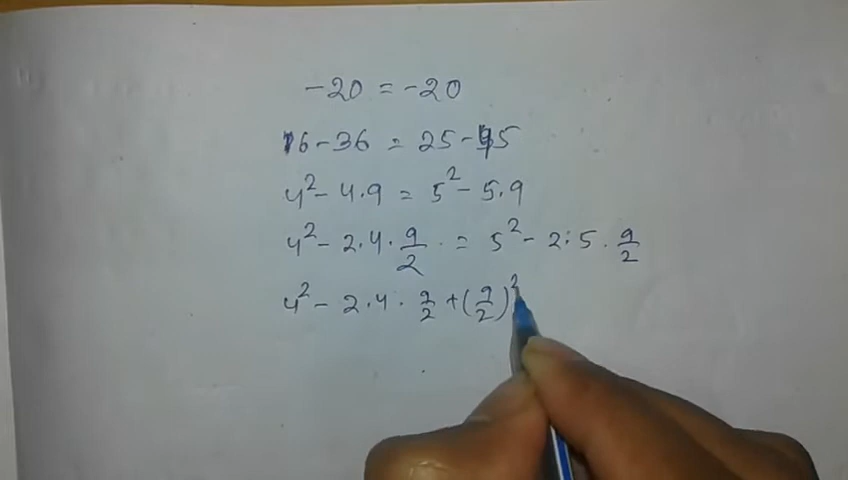 -20 = -20
16 - 36 = 25 - 45
4² - 4.9 = 5² - 5.9
4² - 2.4.9/2 = 5² - 2.5.9/2
4² - 2.4.9/2 + (9/2)²